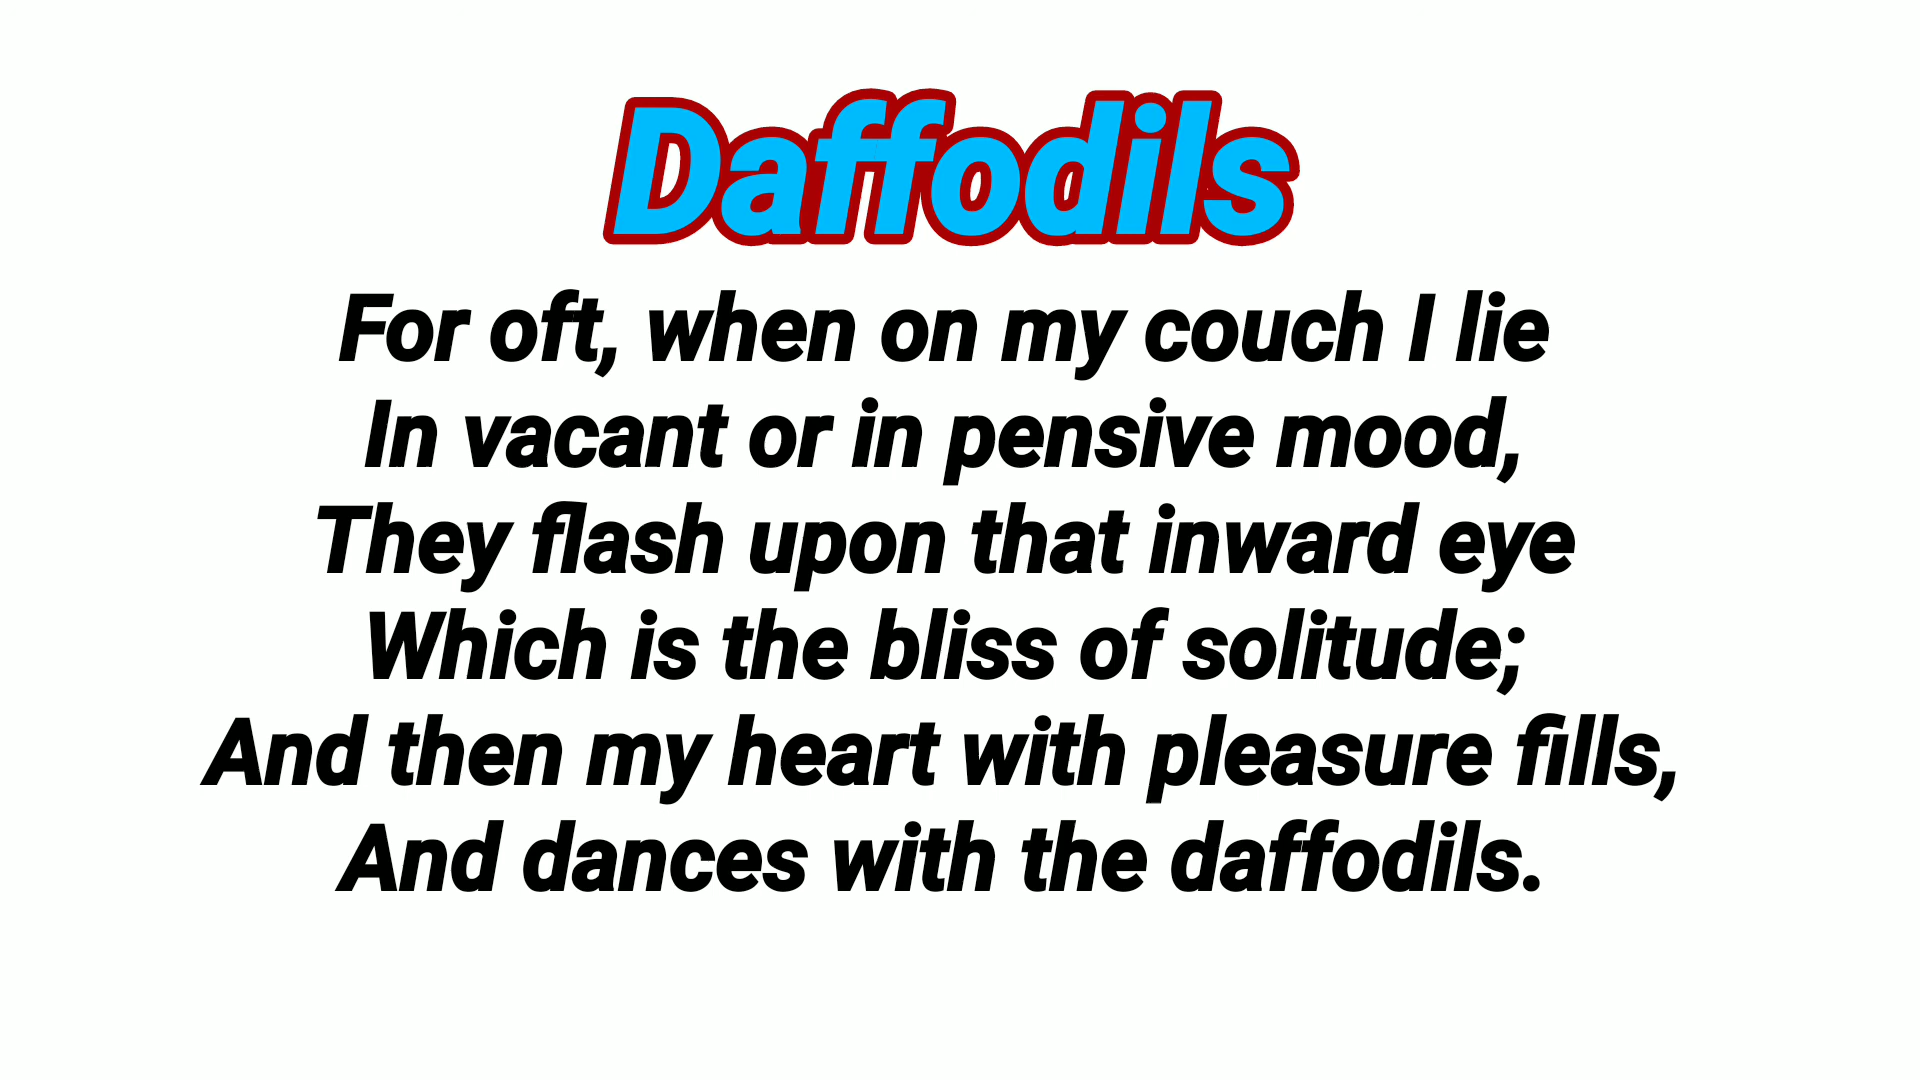 Daffodils
For oft, when on my couch I lie
In vacant or in pensive mood,
They flash upon that inward eye
Which is the bliss of solitude;
And then my heart with pleasure fills,
And dances with the daffodils.